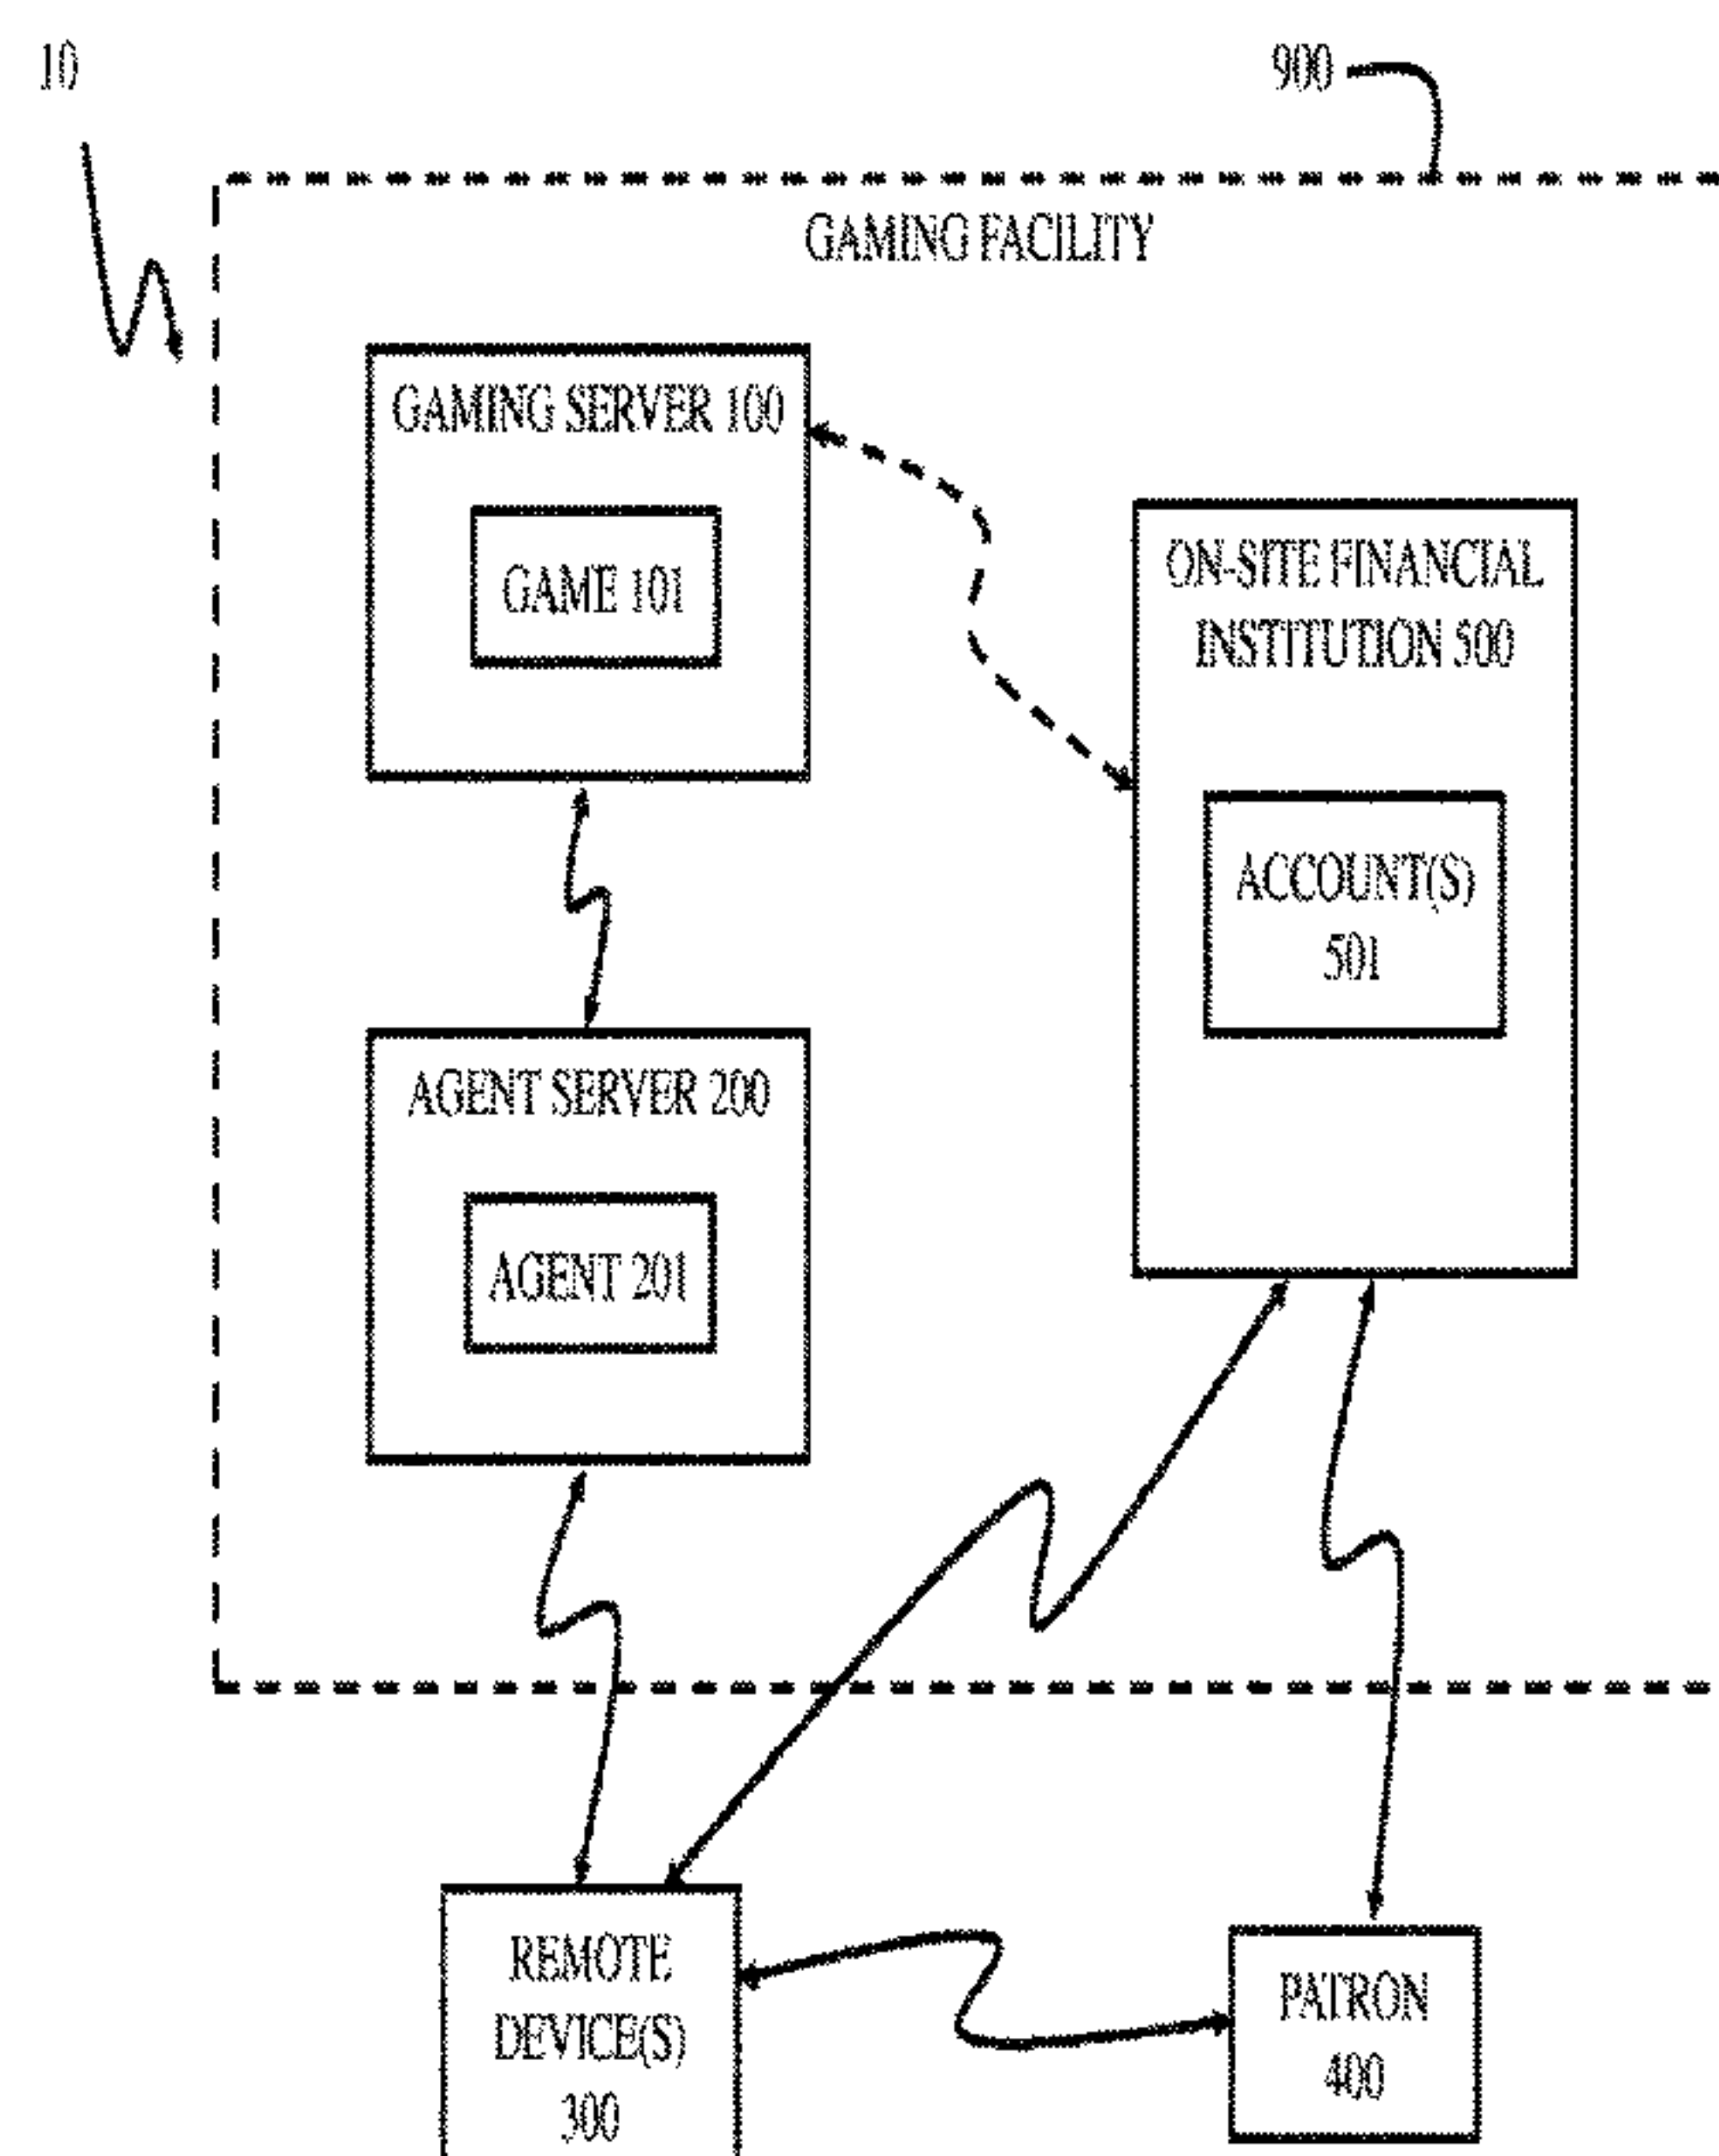 10
900
GAMING FACILITY
GAMING SERVER 100
GAME 101
ON-SITE FINANCIAL
INSTITUTION 500
ACCOUNT(S)
501
AGENT SERVER 200
AGENT 201
REMOTE
DEVICE(S)
300
PATRON
400